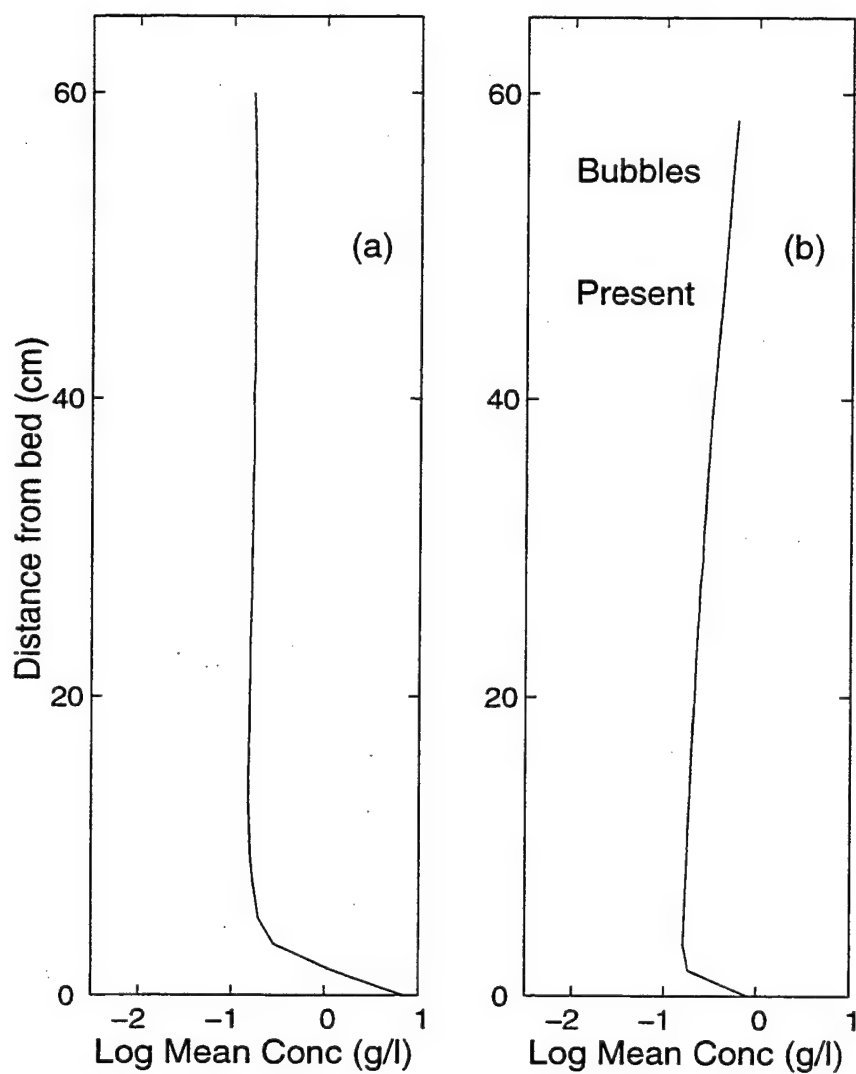 60
40
20
0
Distance from bed (cm)
(a)
−2 −1 0 1
Log Mean Conc (g/l)
60
40
20
0
Bubbles
Present
(b)
−2 −1 0 1
Log Mean Conc (g/l)